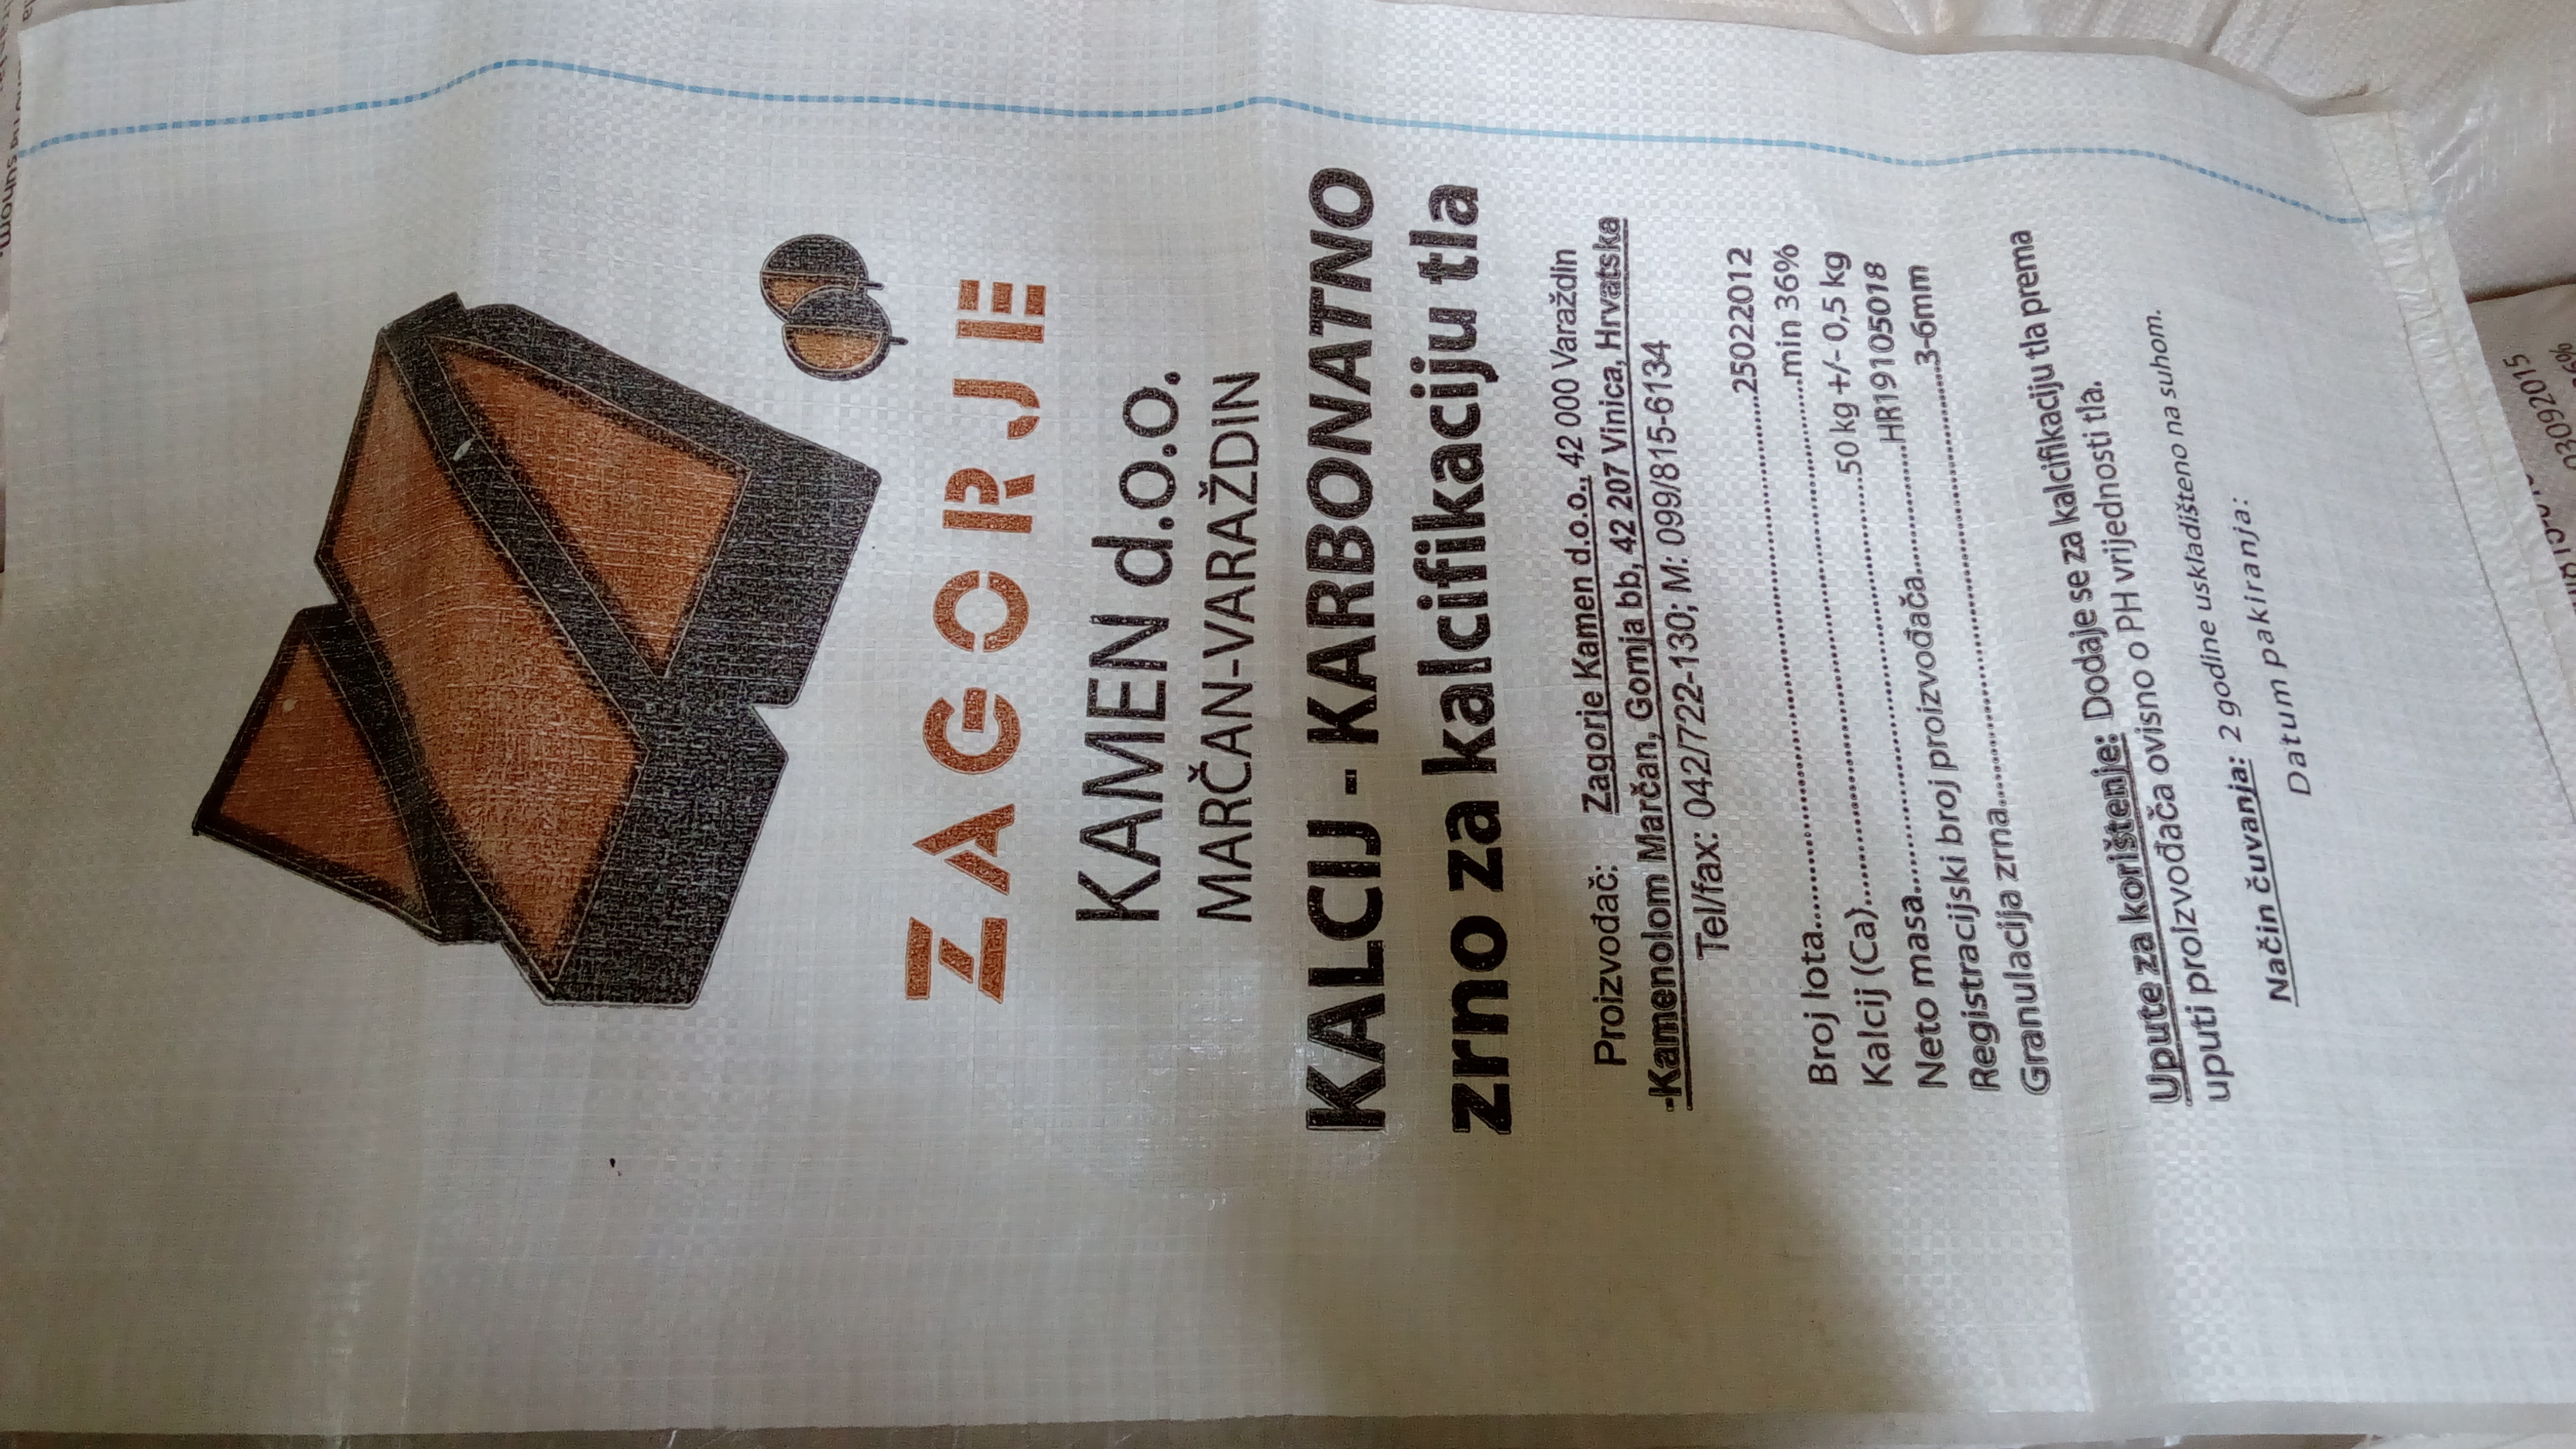 ZAGORJE
KAMEN d.o.o.
MARČAN-VARAŽDIN
KALCIJ - KARBONATNO
zrno za kalcifikaciju tla
Proizvođač: Zagorje Kamen d.o.o., 42 000 Varaždin
-Kamenolom Marčan, Gornja bb, 42 207 Vinica, Hrvatska
Tel/fax: 042/722-130; M: 099/815-6134
Broj lota..........25022012
Kalcij (Ca)..........min 36%
Neto masa..........50 kg +/- 0,5 kg
Registracijski broj proizvođača..........HR19105018
Granulacija zrna..........3-6mm
Upute za korištenje: Dodaje se za kalcifikaciju tla prema
uputi proizvođača ovisno o PH vrijednosti tla.
Način čuvanja: 2 godine uskladišteno na suhom.
Datum pakiranja:
02092015